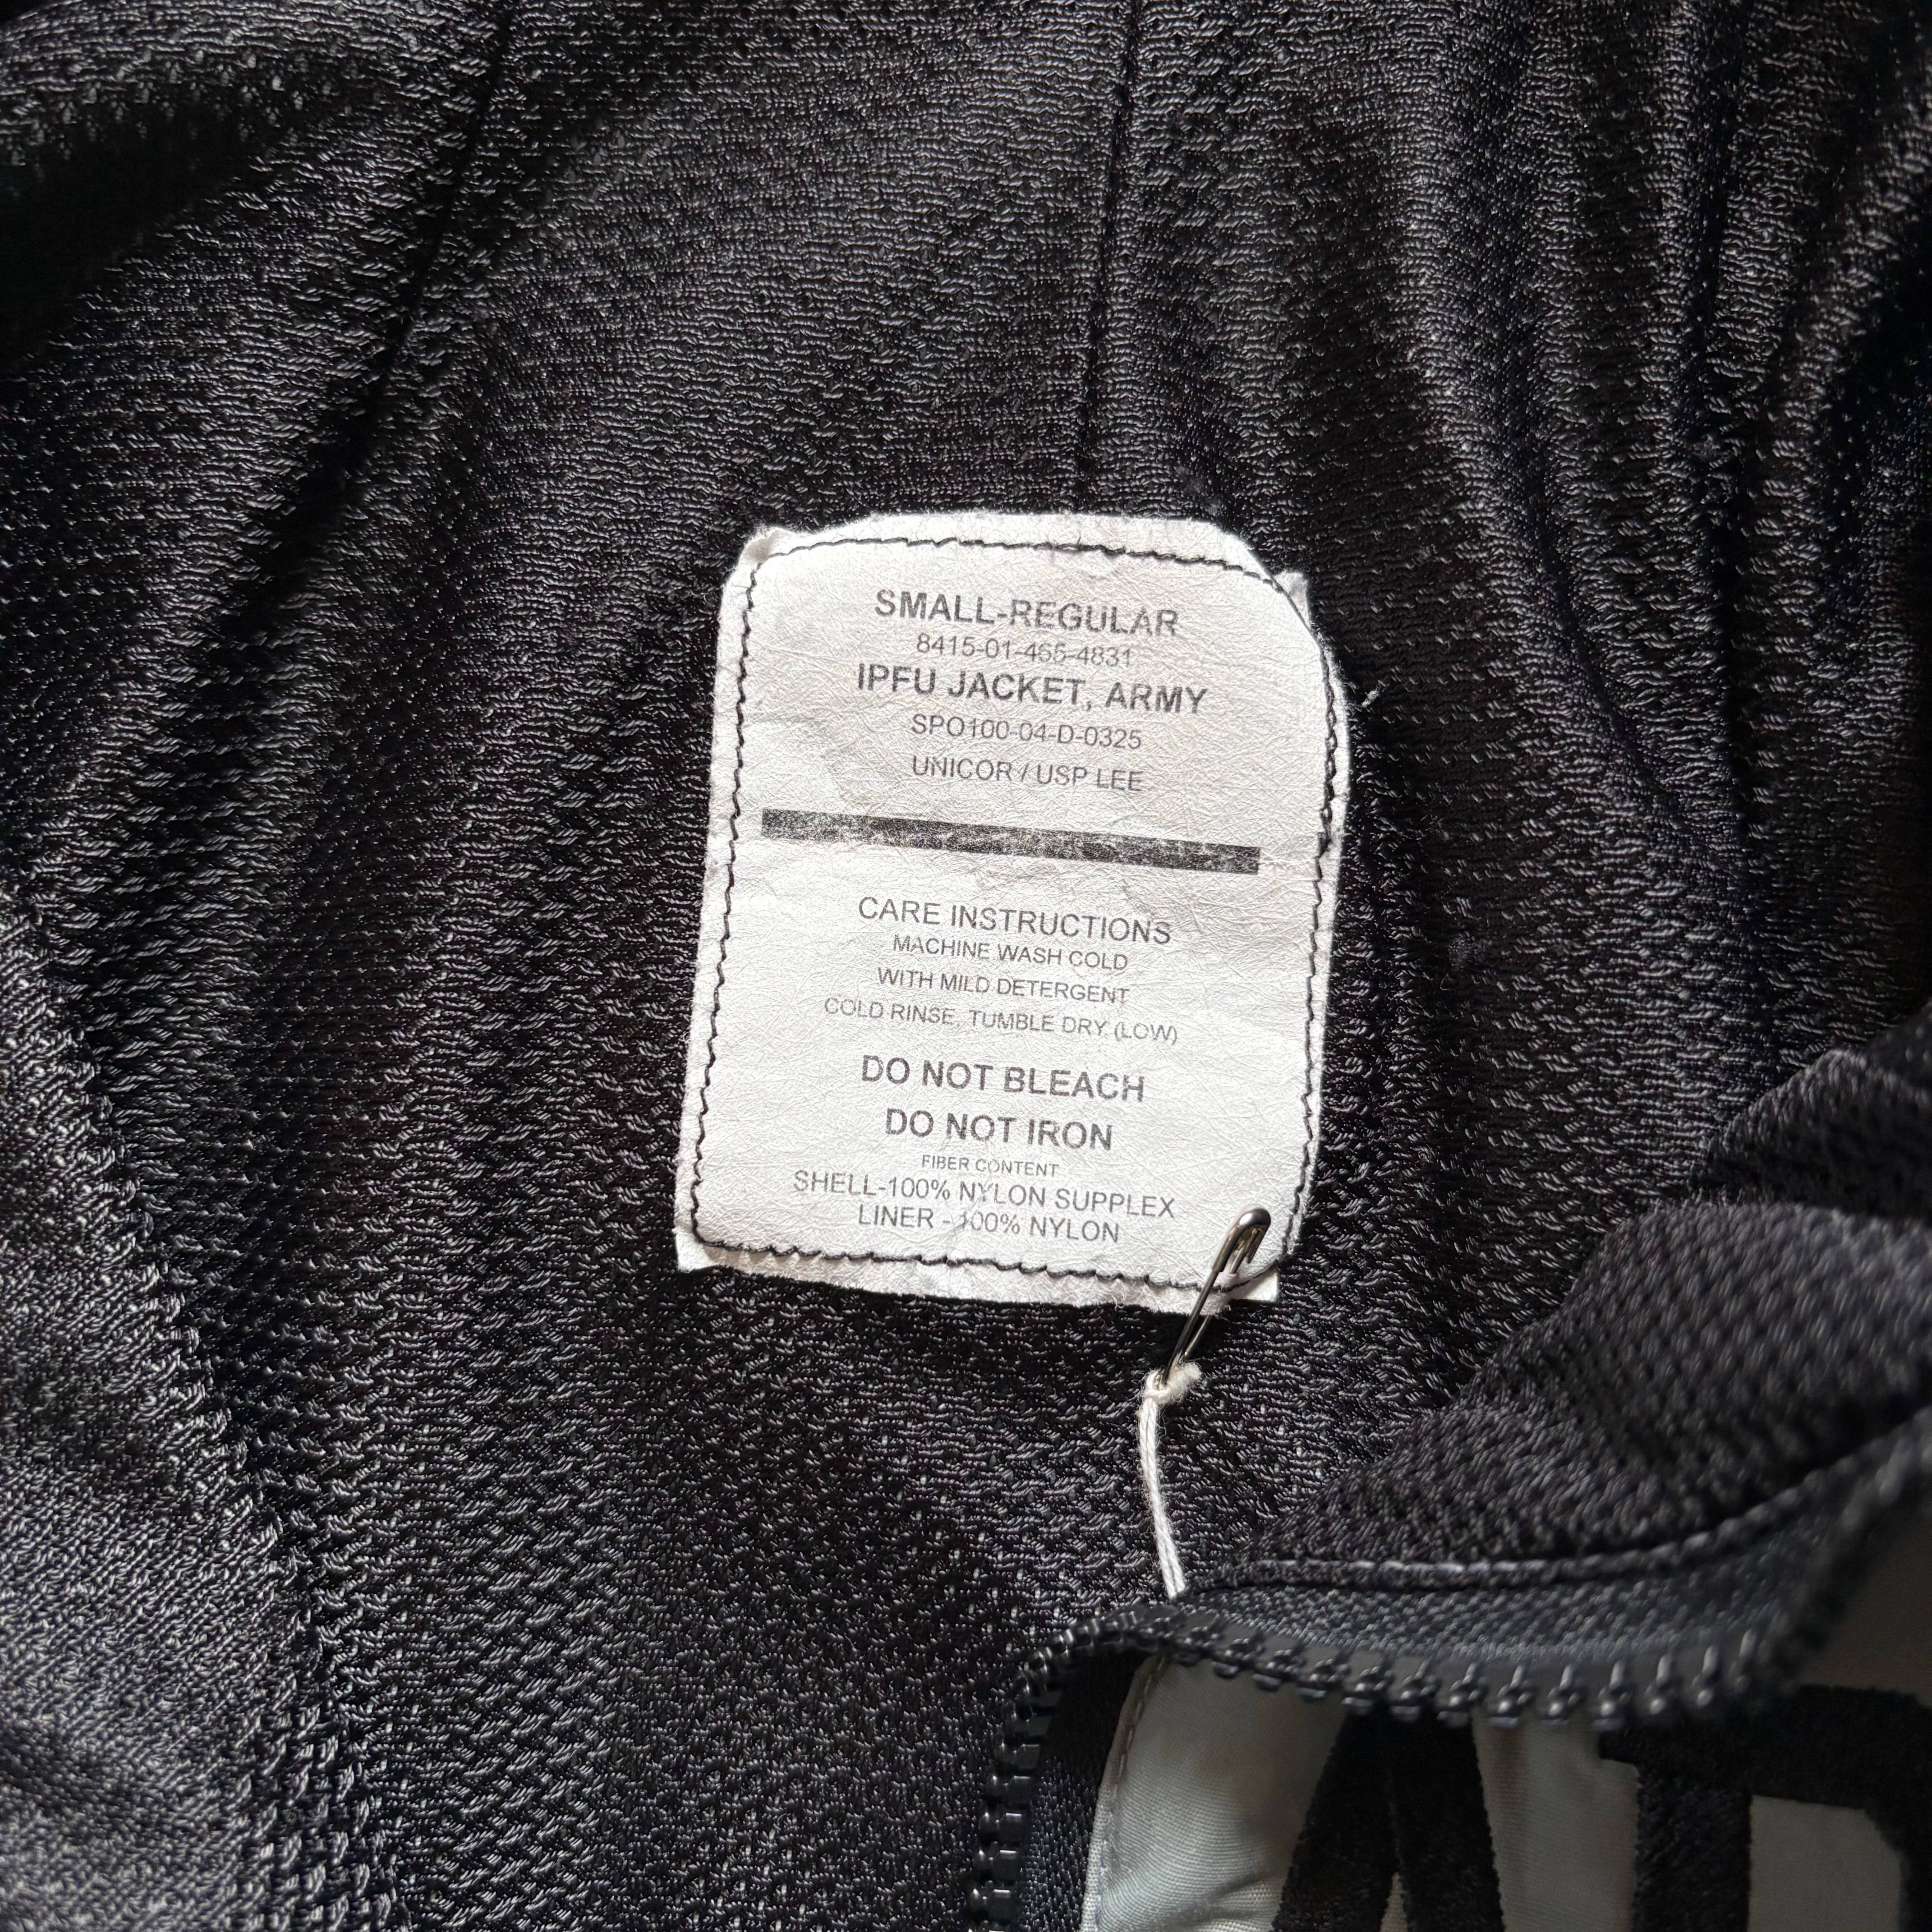 SMALL-REGULAR
8415-01-465-4831
IPFU JACKET, ARMY
SPO100-04-D-0325
UNICOR / USP LEE
CARE INSTRUCTIONS
MACHINE WASH COLD
WITH MILD DETERGENT
COLD RINSE, TUMBLE DRY (LOW)
DO NOT BLEACH
DO NOT IRON
FIBER CONTENT
SHELL-100% NYLON SUPPLEX
LINER - 100% NYLON